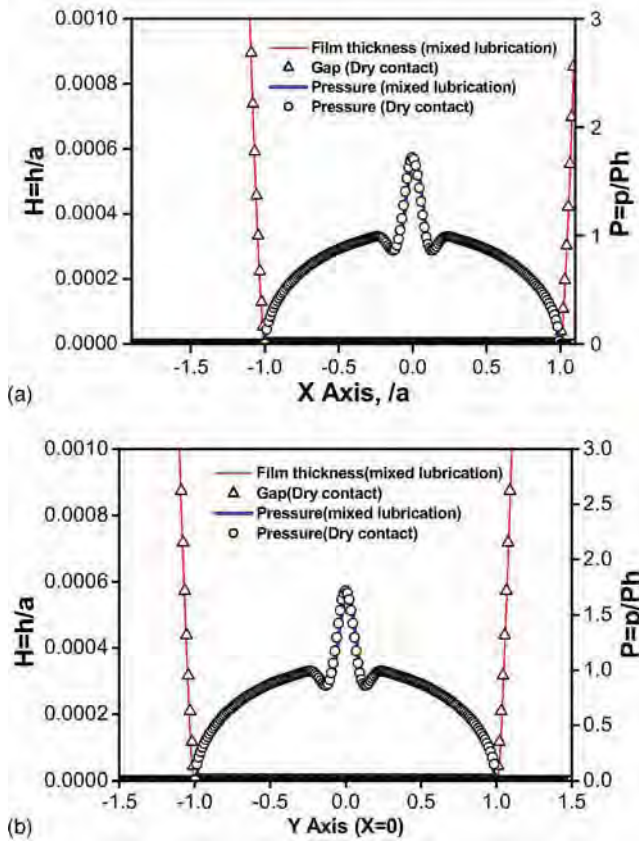 0.0010
0.0008
0.0006
0.0004
0.0002
0.0000
H=h/a
3
2
1
0
P=p/Ph
Film thickness (mixed lubrication)
Gap (Dry contact)
Pressure (mixed lubrication)
Pressure (Dry contact)
-1.5 -1.0 -0.5 0.0 0.5 1.0
X Axis, /a
(a)
0.0010
0.0008
0.0006
0.0004
0.0002
0.0000
H=h/a
3.0
2.5
2.0
1.5
1.0
0.5
0.0
P=p/Ph
Film thickness(mixed lubrication)
Gap(Dry contact)
Pressure(mixed lubrication)
Pressure(Dry contact)
-1.5 -1.0 -0.5 0.0 0.5 1.0 1.5
Y Axis (X=0)
(b)